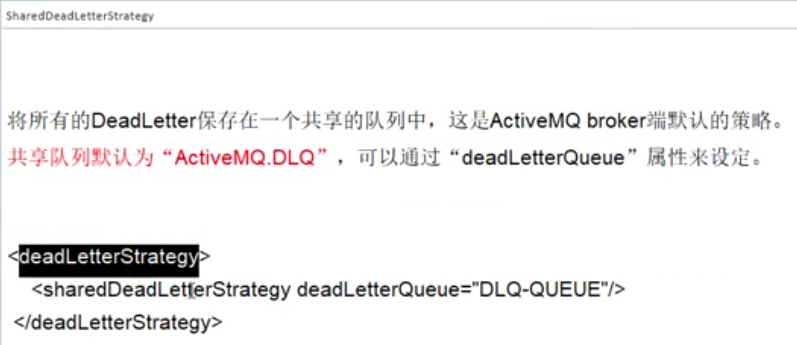 SharedDeadLetterStrategy
将所有的DeadLetter保存在一个共享的队列中，这是ActiveMQ broker端默认的策略。
共享队列默认为“ActiveMQ.DLQ”，可以通过“deadLetterQueue”属性来设定。
<deadLetterStrategy>
<sharedDeadLetterStrategy deadLetterQueue="DLQ-QUEUE"/>
</deadLetterStrategy>